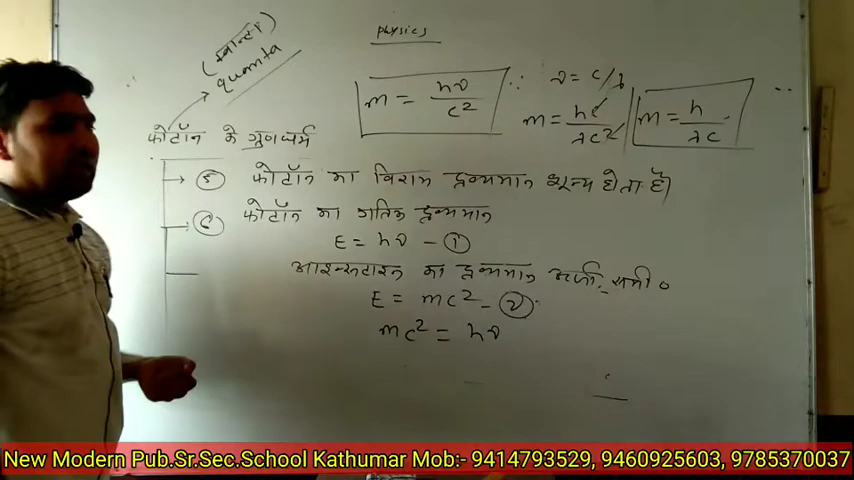 physics
(क्वान्टा)
quanta
m = hν / c²
∵ ν = c/λ
m = hc / λc²
m = h / λc
फोटॉन के गुणधर्म
5 फोटॉन का विराम द्रव्यमान शून्य होता है।
6 फोटॉन का गतिक द्रव्यमान
E = hν – 1
आइन्सटाइन का द्रव्यमान ऊर्जा समी०
E = mc² – 2
mc² = hν
New Modern Pub.Sr.Sec.School Kathumar Mob:- 9414793529, 9460925603, 9785370037